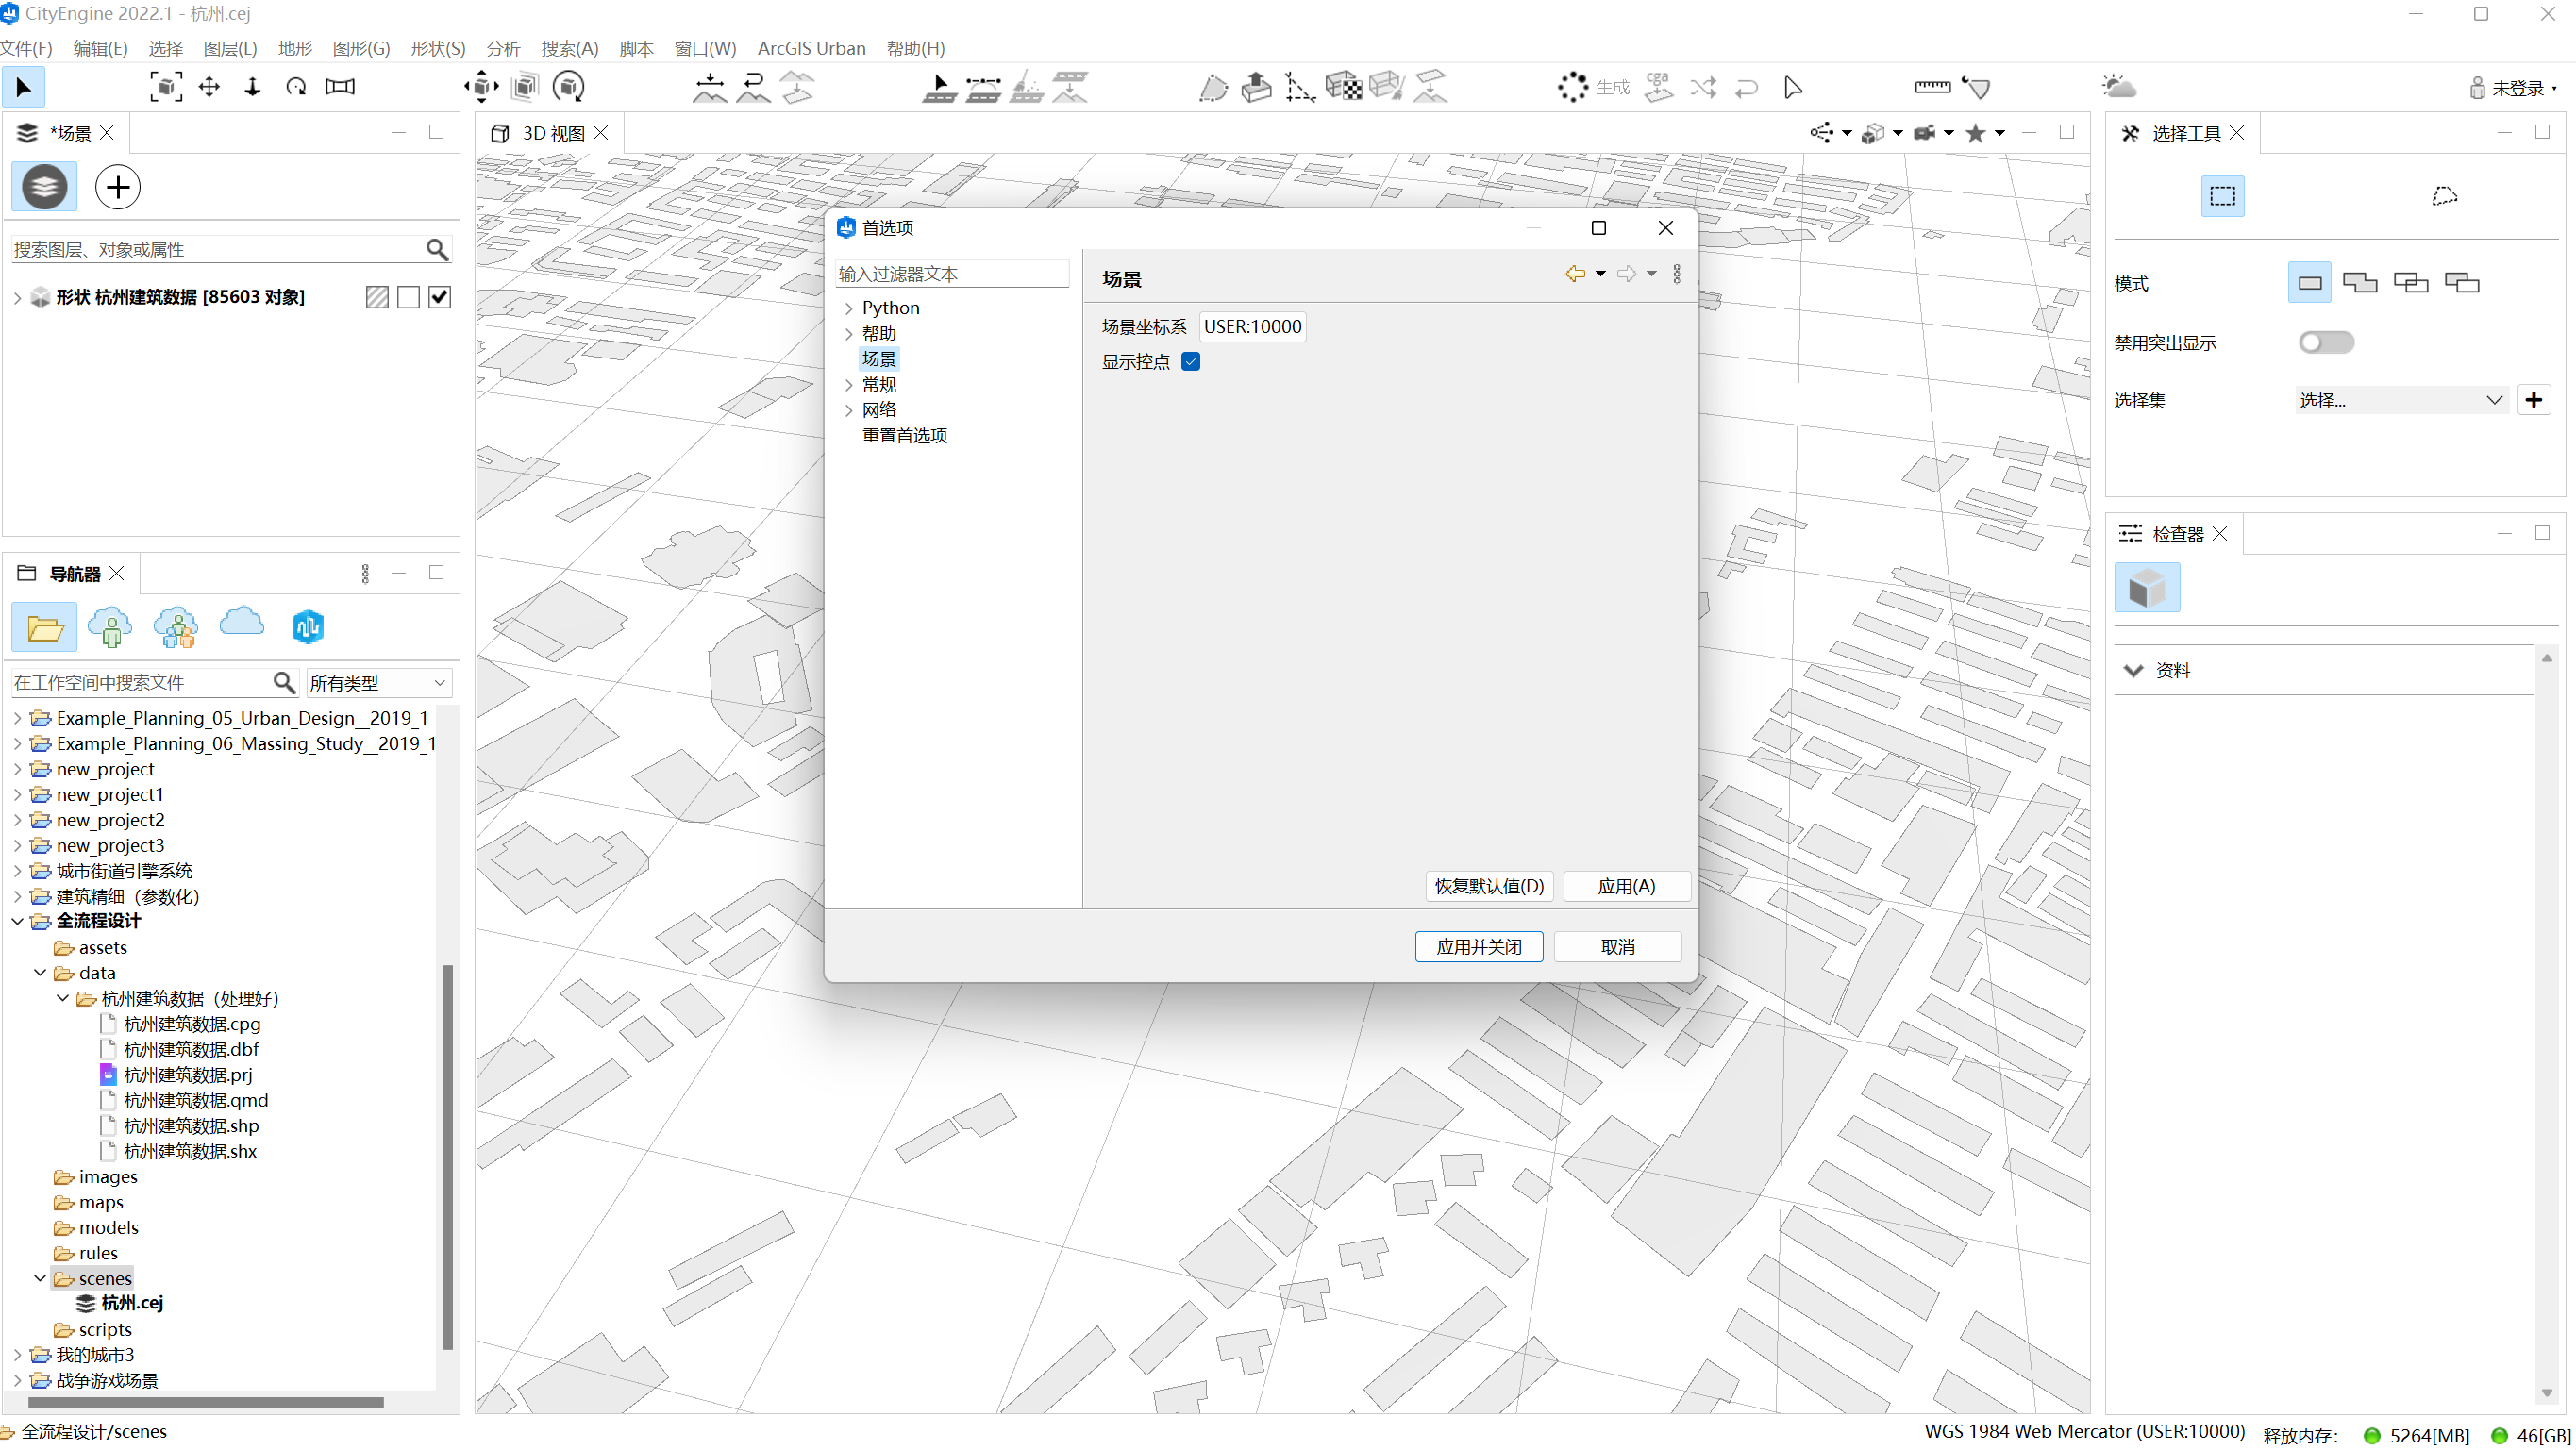 CityEngine 2022.1 - 杭州.cej
文件(F) 编辑(E) 选择 图层(L) 地形 图形(G) 形状(S) 分析 搜索(A) 脚本 窗口(W) ArcGIS Urban 帮助(H)
生成 cga 未登录
*场景
搜索图层、对象或属性
形状 杭州建筑数据 [85603 对象]
导航器
在工作空间中搜索文件 所有类型
Example_Planning_05_Urban_Design__2019_1
Example_Planning_06_Massing_Study__2019_1
new_project
new_project1
new_project2
new_project3
城市街道引擎系统
建筑精细（参数化）
全流程设计
assets
data
杭州建筑数据（处理好）
杭州建筑数据.cpg
杭州建筑数据.dbf
杭州建筑数据.prj
杭州建筑数据.qmd
杭州建筑数据.shp
杭州建筑数据.shx
images
maps
models
rules
scenes
杭州.cej
scripts
我的城市3
战争游戏场景
3D 视图
首选项
输入过滤器文本
Python
帮助
场景
常规
网络
重置首选项
场景
场景坐标系 USER:10000
显示控点
恢复默认值(D) 应用(A)
应用并关闭 取消
选择工具
模式
禁用突出显示
选择集 选择...
检查器
资料
全流程设计/scenes
WGS 1984 Web Mercator (USER:10000) 释放内存: 5264[MB] 46[GB]